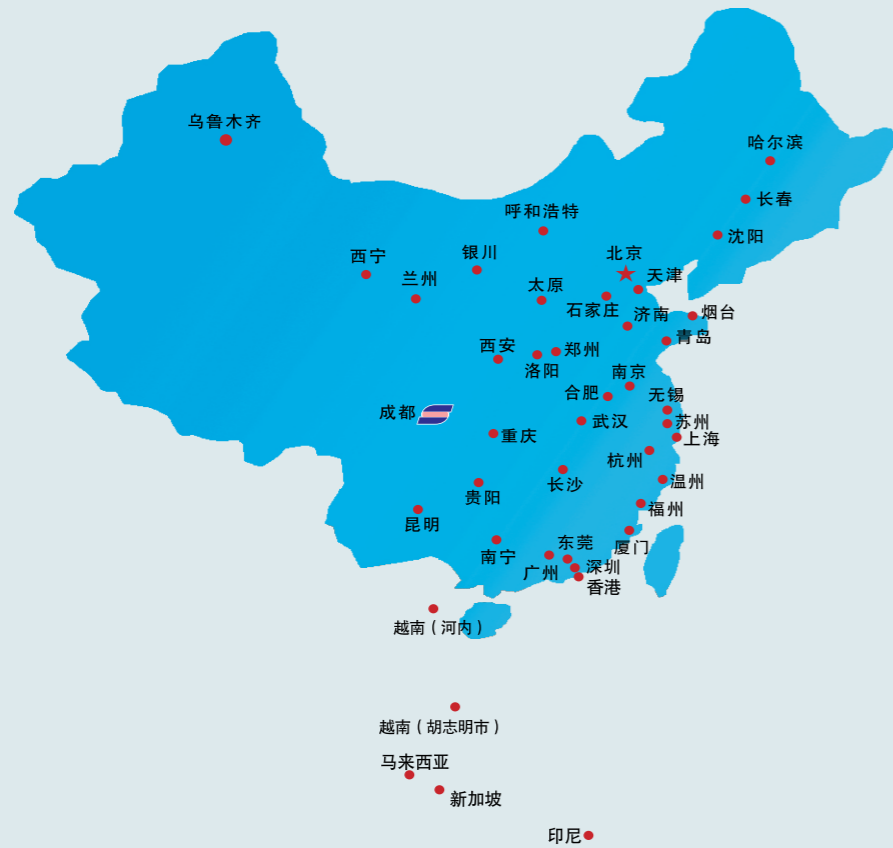 乌鲁木齐
哈尔滨
长春
呼和浩特
沈阳
北京
银川
西宁
天津
兰州
太原
石家庄
济南
烟台
青岛
西安
郑州
洛阳
南京
合肥
无锡
成都
武汉
苏州
重庆
上海
杭州
长沙
温州
贵阳
福州
昆明
南宁
东莞
厦门
广州
深圳
香港
越南（河内）
越南（胡志明市）
马来西亚
新加坡
印尼